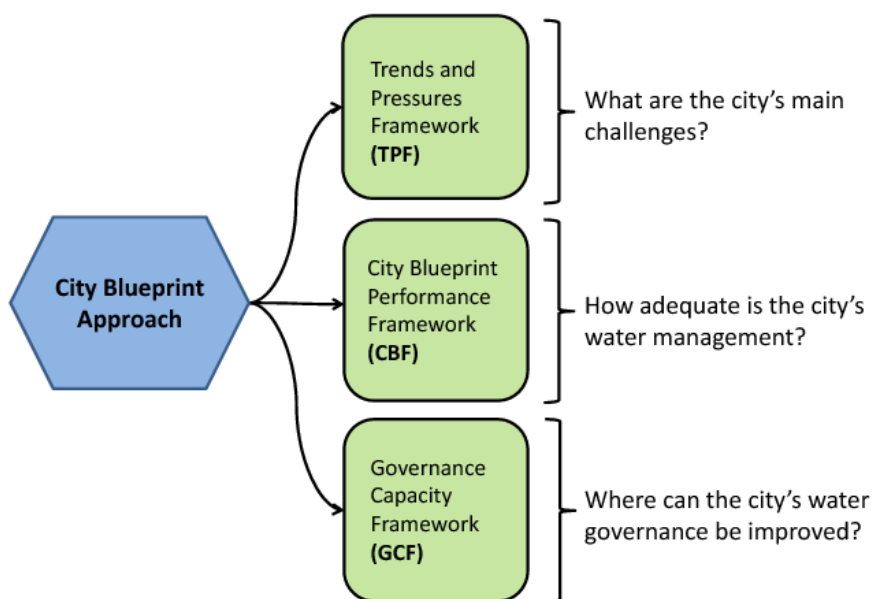 City Blueprint
Approach
Trends and
Pressures
Framework
(TPF)
What are the city's main
challenges?
City Blueprint
Performance
Framework
(CBF)
How adequate is the city's
water management?
Governance
Capacity
Framework
(GCF)
Where can the city's water
governance be improved?